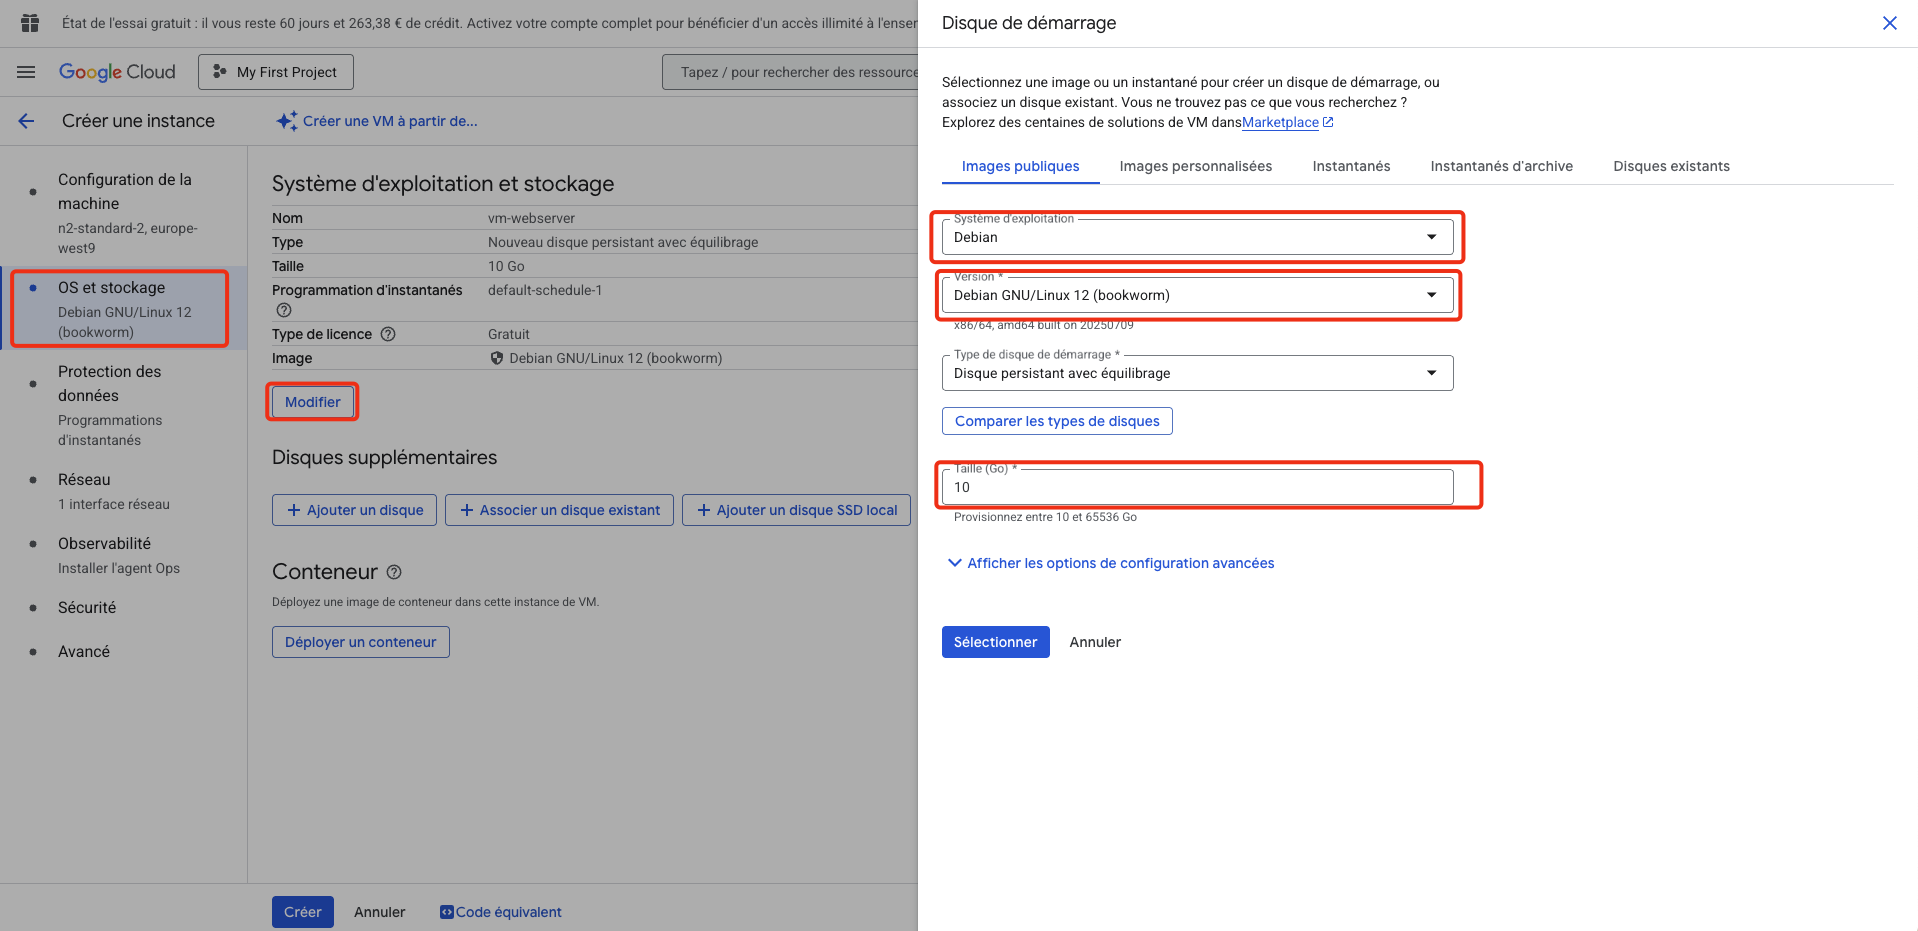 État de l'essai gratuit : il vous reste 60 jours et 263,38 € de crédit. Activez votre compte complet pour bénéficier d'un accès illimité à
Google Cloud
My First Project
Tapez / pour rechercher des ressource
Créer une instance
Créer une VM à partir de...
Configuration de la
machine
n2-standard-2, europe-
west9
OS et stockage
Debian GNU/Linux 12
(bookworm)
Protection des
données
Programmations
d'instantanés
Réseau
1 interface réseau
Observabilité
Installer l'agent Ops
Sécurité
Avancé
Système d'exploitation et stockage
Nom vm-webserver
Type Nouveau disque persistant avec équilibrage
Taille 10 Go
Programmation d'instantanés default-schedule-1
Type de licence Gratuit
Image Debian GNU/Linux 12 (bookworm)
Modifier
Disques supplémentaires
+ Ajouter un disque + Associer un disque existant + Ajouter un disque SSD local
Conteneur
Déployez une image de conteneur dans cette instance de VM.
Déployer un conteneur
Créer Annuler Code équivalent
Disque de démarrage
Sélectionnez une image ou un instantané pour créer un disque de démarrage, ou
associez un disque existant. Vous ne trouvez pas ce que vous recherchez ?
Explorez des centaines de solutions de VM dansMarketplace
Images publiques Images personnalisées Instantanés Instantanés d'archive Disques existants
Système d'exploitation
Debian
Version *
Debian GNU/Linux 12 (bookworm)
x86/64, amd64 built on 20250709
Type de disque de démarrage *
Disque persistant avec équilibrage
Comparer les types de disques
Taille (Go) *
10
Provisionnez entre 10 et 65536 Go
Afficher les options de configuration avancées
Sélectionner Annuler